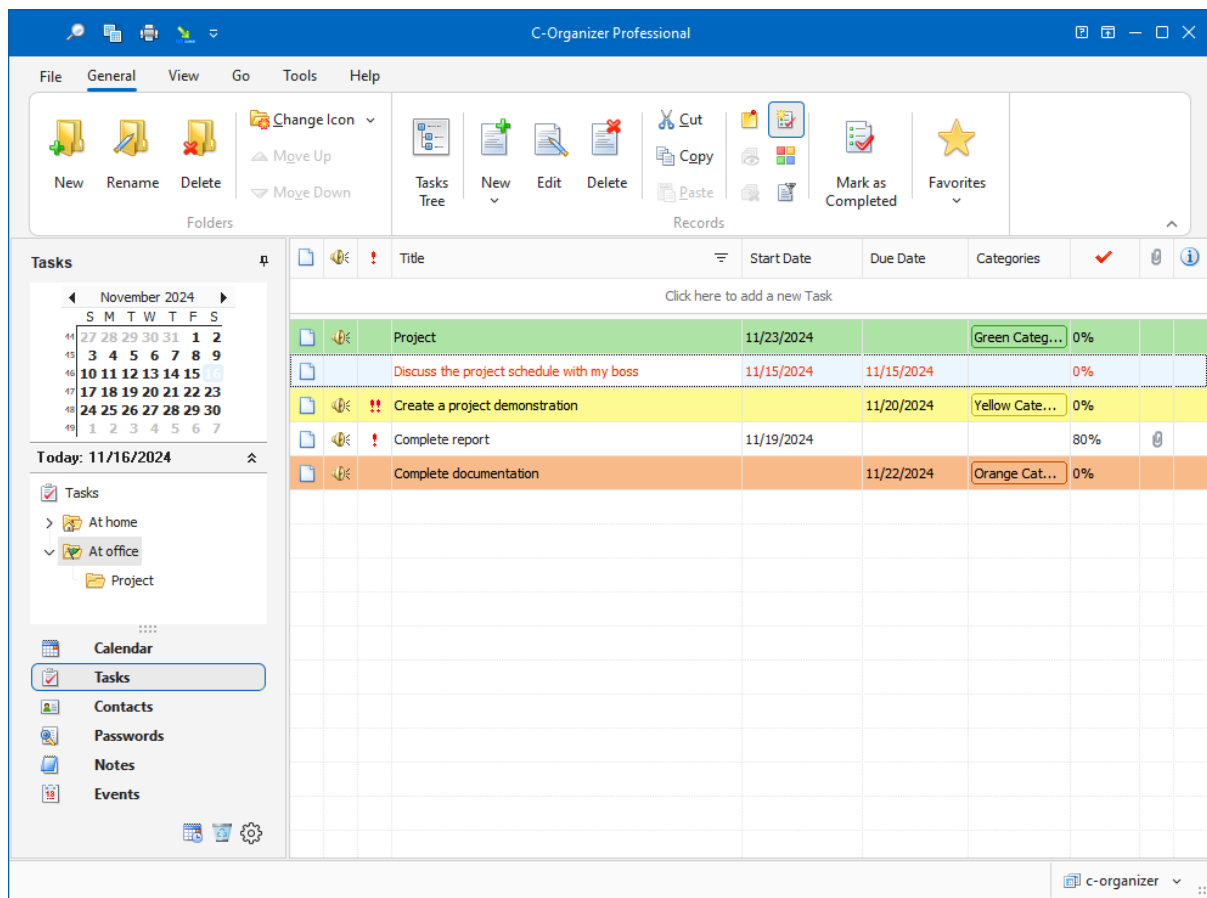 C-Organizer Professional
File General View Go Tools Help
New Rename Delete
Change Icon
Move Up
Move Down
Folders
Tasks Tree
New
Edit
Delete
Cut
Copy
Paste
Records
Mark as Completed
Favorites
Tasks
November 2024
S M T W T F S
44 27 28 29 30 31 1 2
45 3 4 5 6 7 8 9
46 10 11 12 13 14 15 16
47 17 18 19 20 21 22 23
48 24 25 26 27 28 29 30
49 1 2 3 4 5 6 7
Today: 11/16/2024
Tasks
At home
At office
Project
Calendar
Tasks
Contacts
Passwords
Notes
Events
Title Start Date Due Date Categories
Click here to add a new Task
Project 11/23/2024 Green Categ... 0%
Discuss the project schedule with my boss 11/15/2024 11/15/2024 0%
!! Create a project demonstration 11/20/2024 Yellow Cate... 0%
! Complete report 11/19/2024 80%
Complete documentation 11/22/2024 Orange Cat... 0%
c-organizer